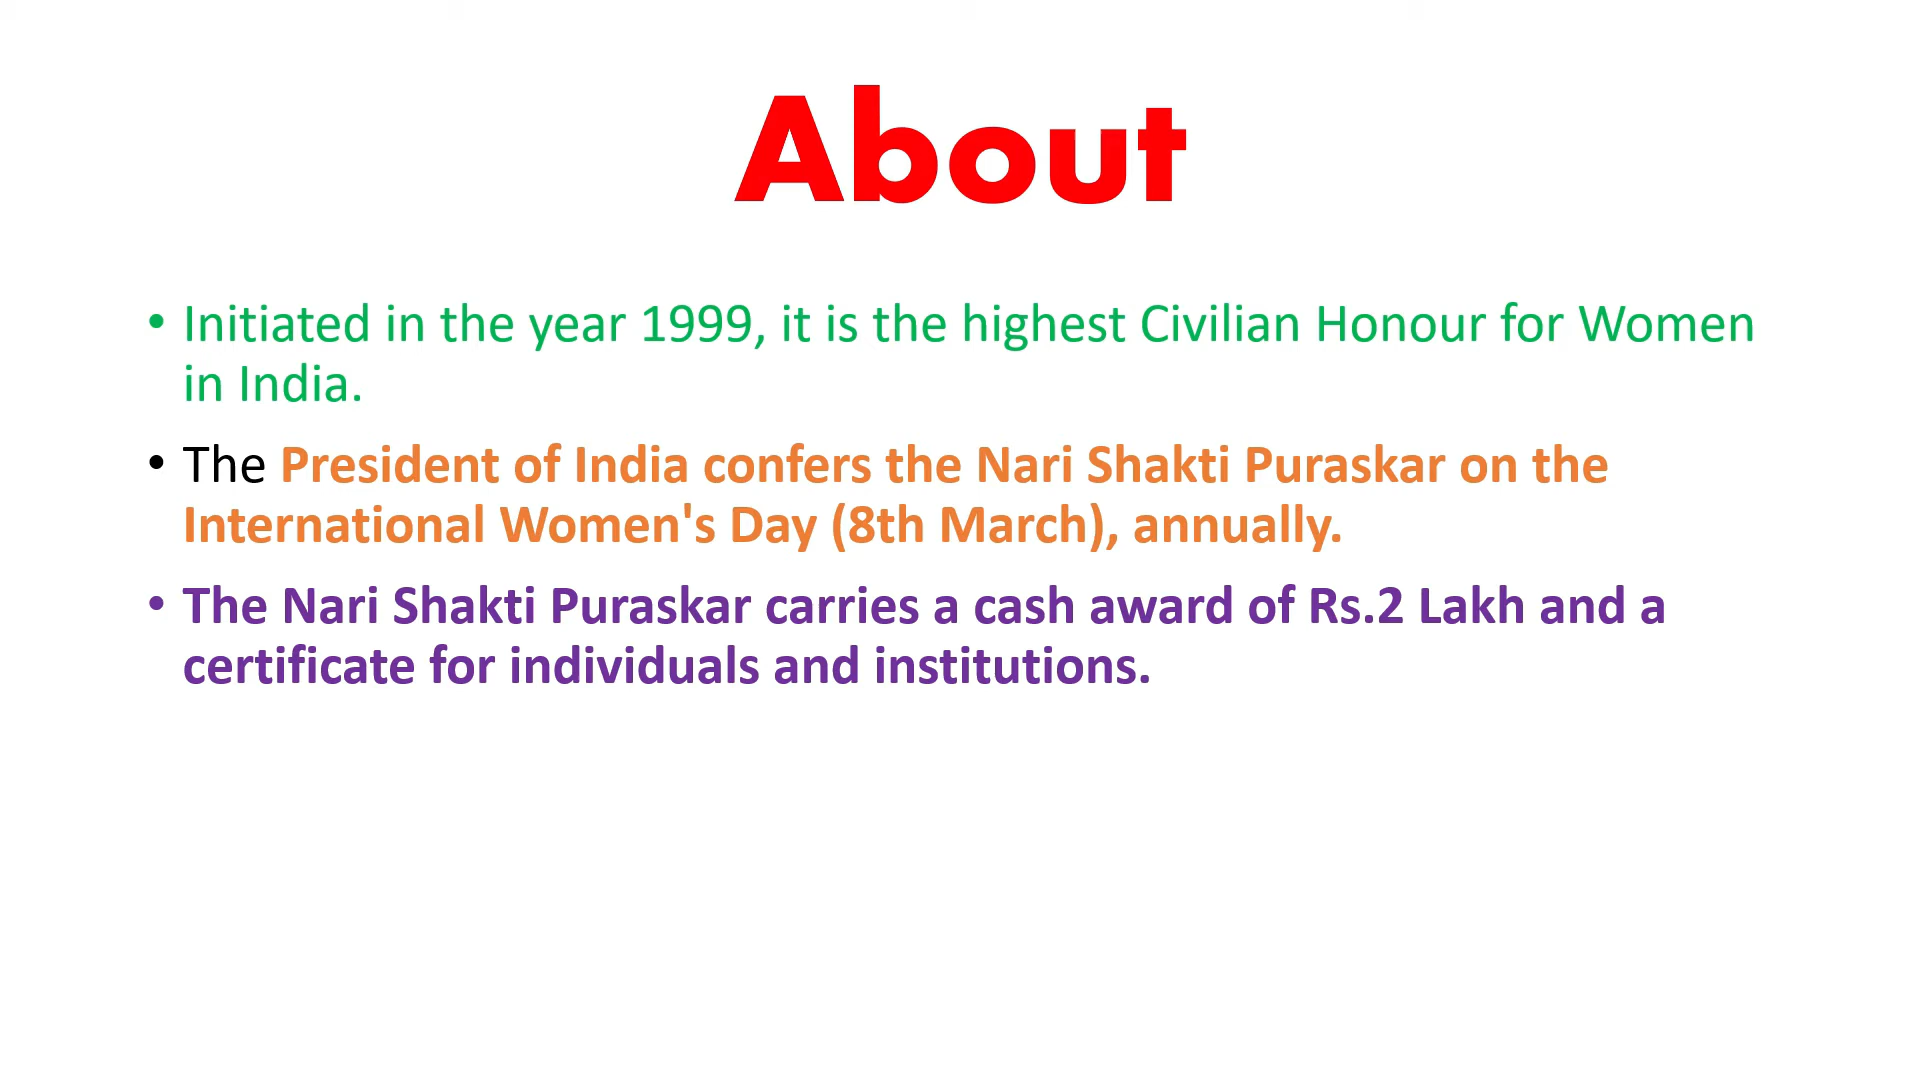 About
• Initiated in the year 1999, it is the highest Civilian Honour for Women
in India.
• The President of India confers the Nari Shakti Puraskar on the
International Women's Day (8th March), annually.
• The Nari Shakti Puraskar carries a cash award of Rs.2 Lakh and a
certificate for individuals and institutions.